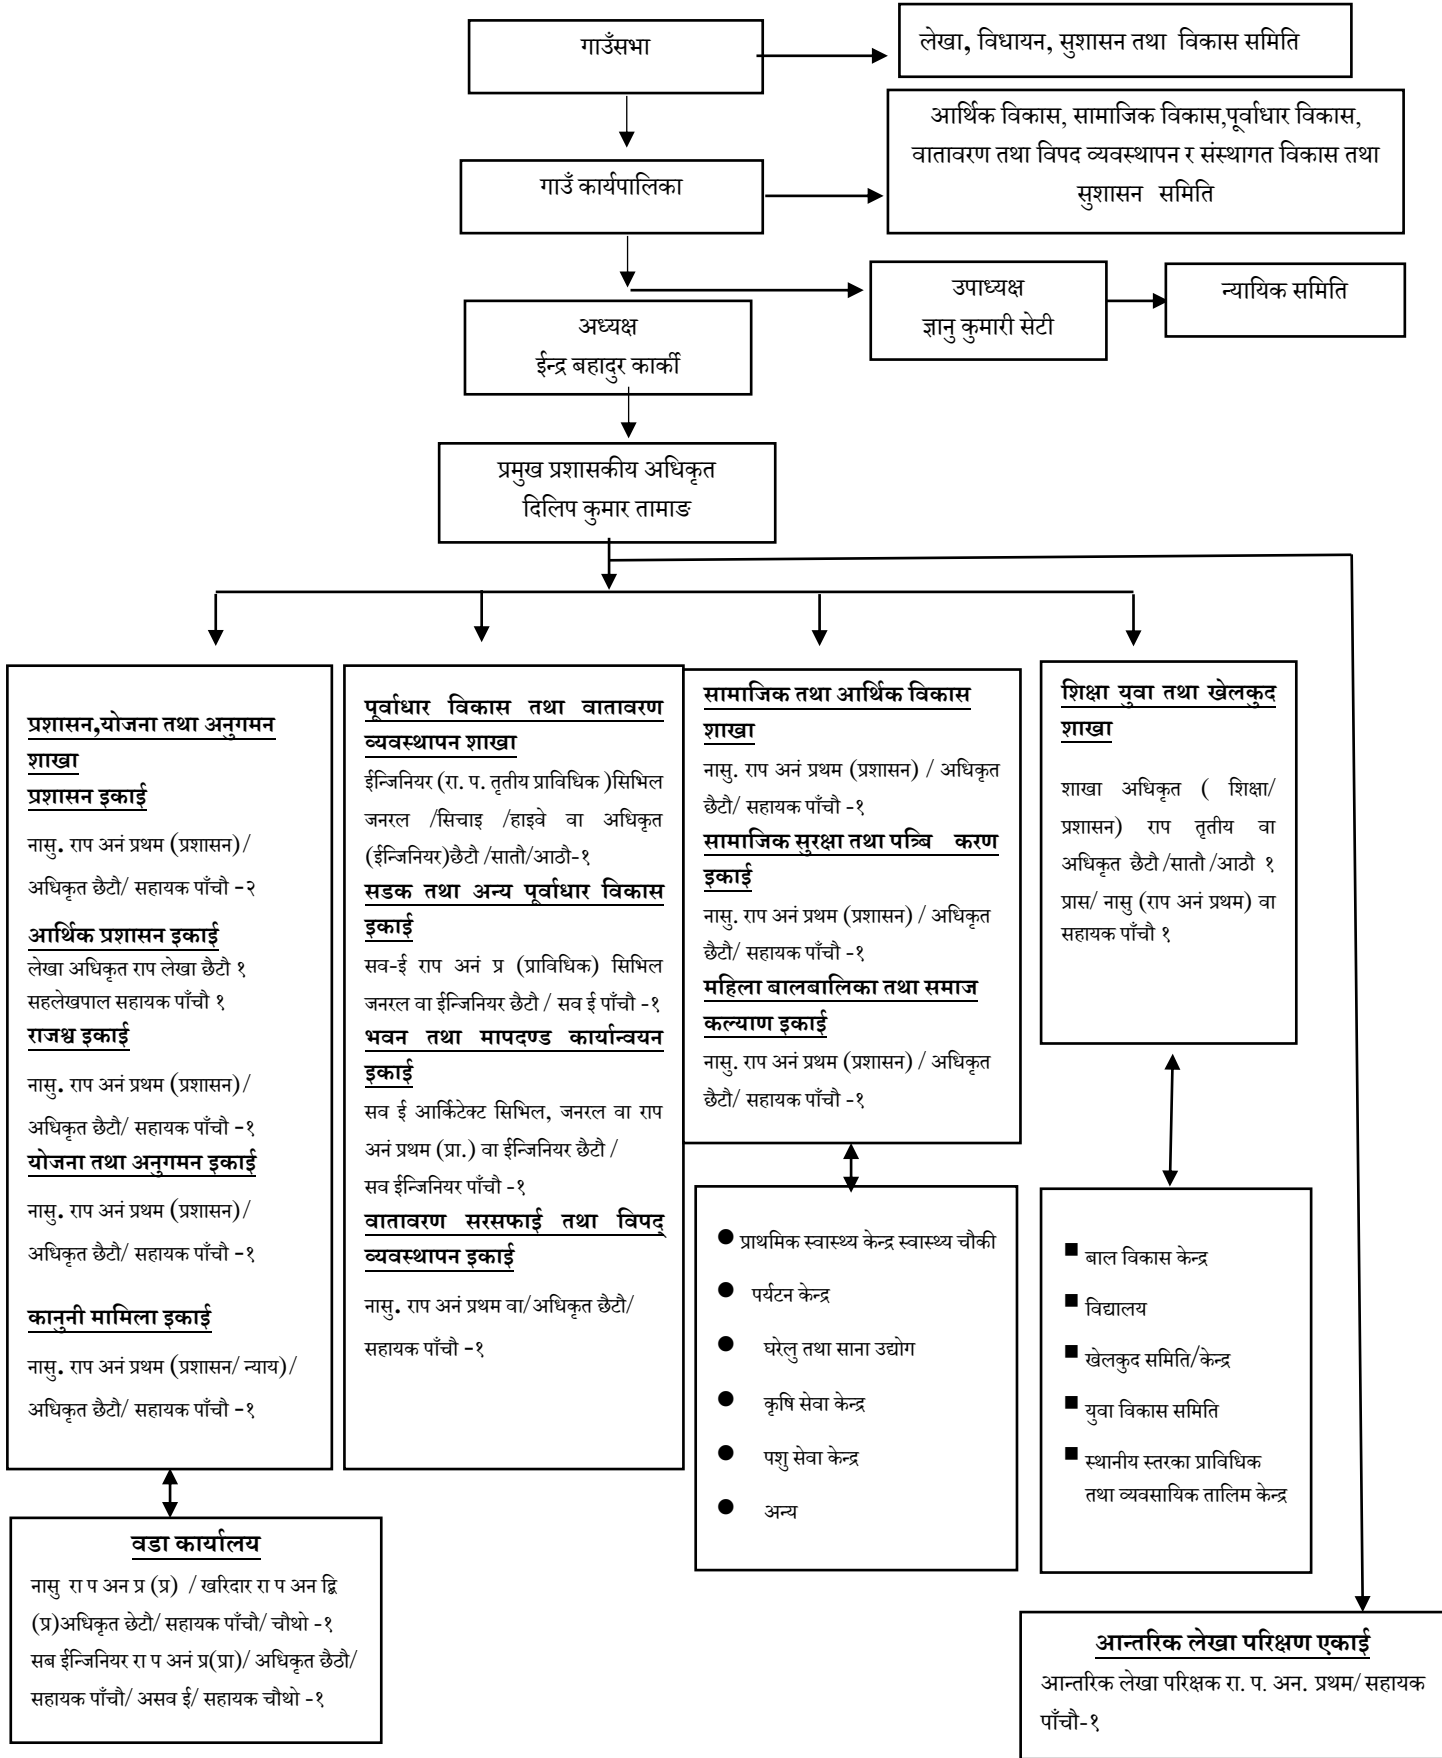 गाउँसभा
लेखा, विधायन, सुशासन तथा विकास समिति
गाउँ कार्यपालिका
आर्थिक विकास, सामाजिक विकास,पूर्वाधार विकास,
वातावरण तथा विपद व्यवस्थापन र संस्थागत विकास तथा
सुशासन समिति
उपाध्यक्ष
ज्ञानु कुमारी सेटी
न्यायिक समिति
अध्यक्ष
ईन्द्र बहादुर कार्की
प्रमुख प्रशासकीय अधिकृत
दिलिप कुमार तामाङ
प्रशासन,योजना तथा अनुगमन
शाखा
प्रशासन इकाई
नासु. राप अनं प्रथम (प्रशासन)/
अधिकृत छैटौ/ सहायक पाँचौ -२
आर्थिक प्रशासन इकाई
लेखा अधिकृत राप लेखा छैटौ १
सहलेखपाल सहायक पाँचौ १
राजश्व इकाई
नासु. राप अनं प्रथम (प्रशासन)/
अधिकृत छैटौ/ सहायक पाँचौ -१
योजना तथा अनुगमन इकाई
नासु. राप अनं प्रथम (प्रशासन)/
अधिकृत छैटौ/ सहायक पाँचौ -१
कानुनी मामिला इकाई
नासु. राप अनं प्रथम (प्रशासन/ न्याय)/
अधिकृत छैटौ/ सहायक पाँचौ -१
पूर्वाधार विकास तथा वातावरण
व्यवस्थापन शाखा
ईन्जिनियर (रा. प. तृतीय प्राविधिक )सिभिल
जनरल /सिचाइ /हाइवे वा अधिकृत
(ईन्जिनियर)छैटौ /सातौ/आठौ-१
सडक तथा अन्य पूर्वाधार विकास
इकाई
सव-ई राप अनं प्र (प्राविधिक) सिभिल
जनरल वा ईन्जिनियर छैटौ / सव ई पाँचौ -१
भवन तथा मापदण्ड कार्यान्वयन
इकाई
सव ई आर्किटेक्ट सिभिल, जनरल वा राप
अनं प्रथम (प्रा.) वा ईन्जिनियर छैटौ /
सव ईन्जिनियर पाँचौ -१
वातावरण सरसफाई तथा विपद्
व्यवस्थापन इकाई
नासु. राप अनं प्रथम वा/अधिकृत छैटौ/
सहायक पाँचौ -१
सामाजिक तथा आर्थिक विकास
शाखा
नासु. राप अनं प्रथम (प्रशासन) / अधिकृत
छैटौ/ सहायक पाँचौ -१
सामाजिक सुरक्षा तथा पञ्बि करण
इकाई
नासु. राप अनं प्रथम (प्रशासन) / अधिकृत
छैटौ/ सहायक पाँचौ -१
महिला बालबालिका तथा समाज
कल्याण इकाई
नासु. राप अनं प्रथम (प्रशासन) / अधिकृत
छैटौ/ सहायक पाँचौ -१
शिक्षा युवा तथा खेलकुद
शाखा
शाखा अधिकृत ( शिक्षा/
प्रशासन) राप तृतीय वा
अधिकृत छैटौ /सातौ /आठौ १
प्रास/ नासु (राप अनं प्रथम) वा
सहायक पाँचौ १
● प्राथमिक स्वास्थ्य केन्द्र स्वास्थ्य चौकी
● पर्यटन केन्द्र
● घरेलु तथा साना उद्योग
● कृषि सेवा केन्द्र
● पशु सेवा केन्द्र
● अन्य
■ बाल विकास केन्द्र
■ विद्यालय
■ खेलकुद समिति/केन्द्र
■ युवा विकास समिति
■ स्थानीय स्तरका प्राविधिक
तथा व्यवसायिक तालिम केन्द्र
वडा कार्यालय
नासु रा प अन प्र (प्र) / खरिदार रा प अन द्बि
(प्र)अधिकृत छेटौ/ सहायक पाँचौ/ चौथो -१
सब ईन्जिनियर रा प अनं प्र(प्रा)/ अधिकृत छैठौ/
सहायक पाँचौ/ असव ई/ सहायक चौथो -१
आन्तरिक लेखा परिक्षण एकाई
आन्तरिक लेखा परिक्षक रा. प. अन. प्रथम/ सहायक
पाँचौ-१